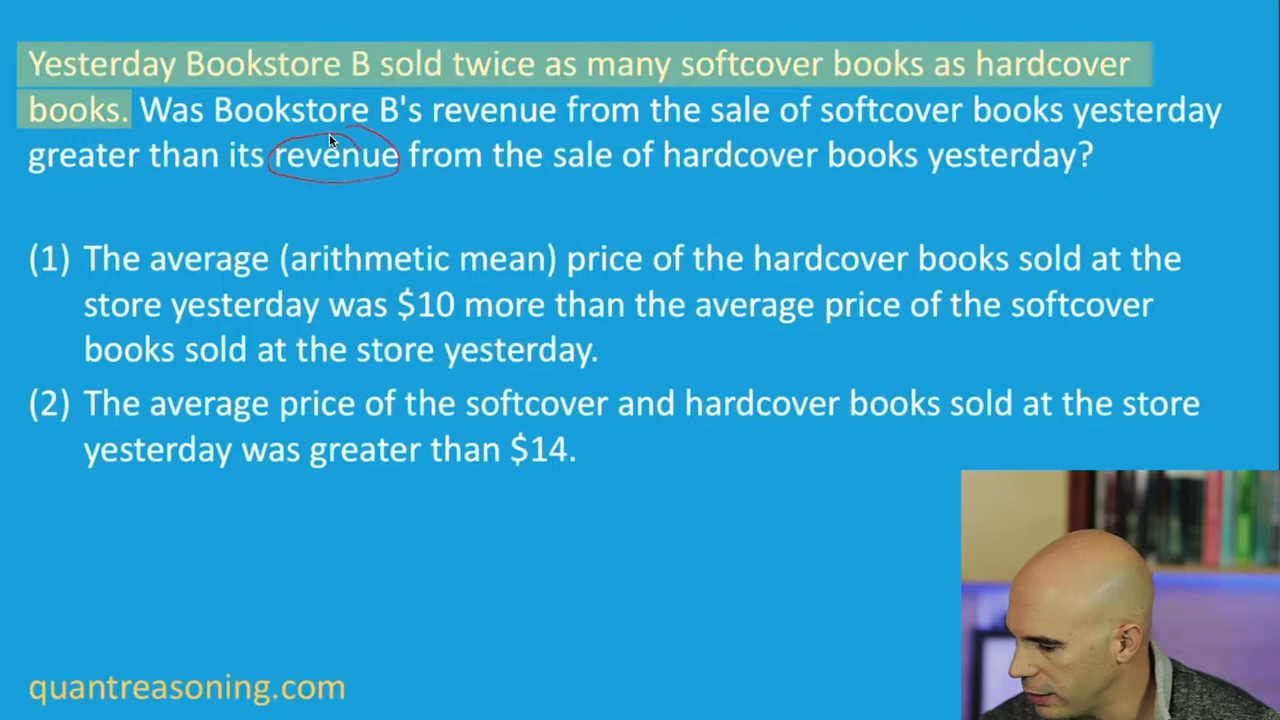 Yesterday Bookstore B sold twice as many softcover books as hardcover
books. Was Bookstore B's revenue from the sale of softcover books yesterday
greater than its revenue from the sale of hardcover books yesterday?
(1) The average (arithmetic mean) price of the hardcover books sold at the
store yesterday was $10 more than the average price of the softcover
books sold at the store yesterday.
(2) The average price of the softcover and hardcover books sold at the store
yesterday was greater than $14.
quantreasoning.com